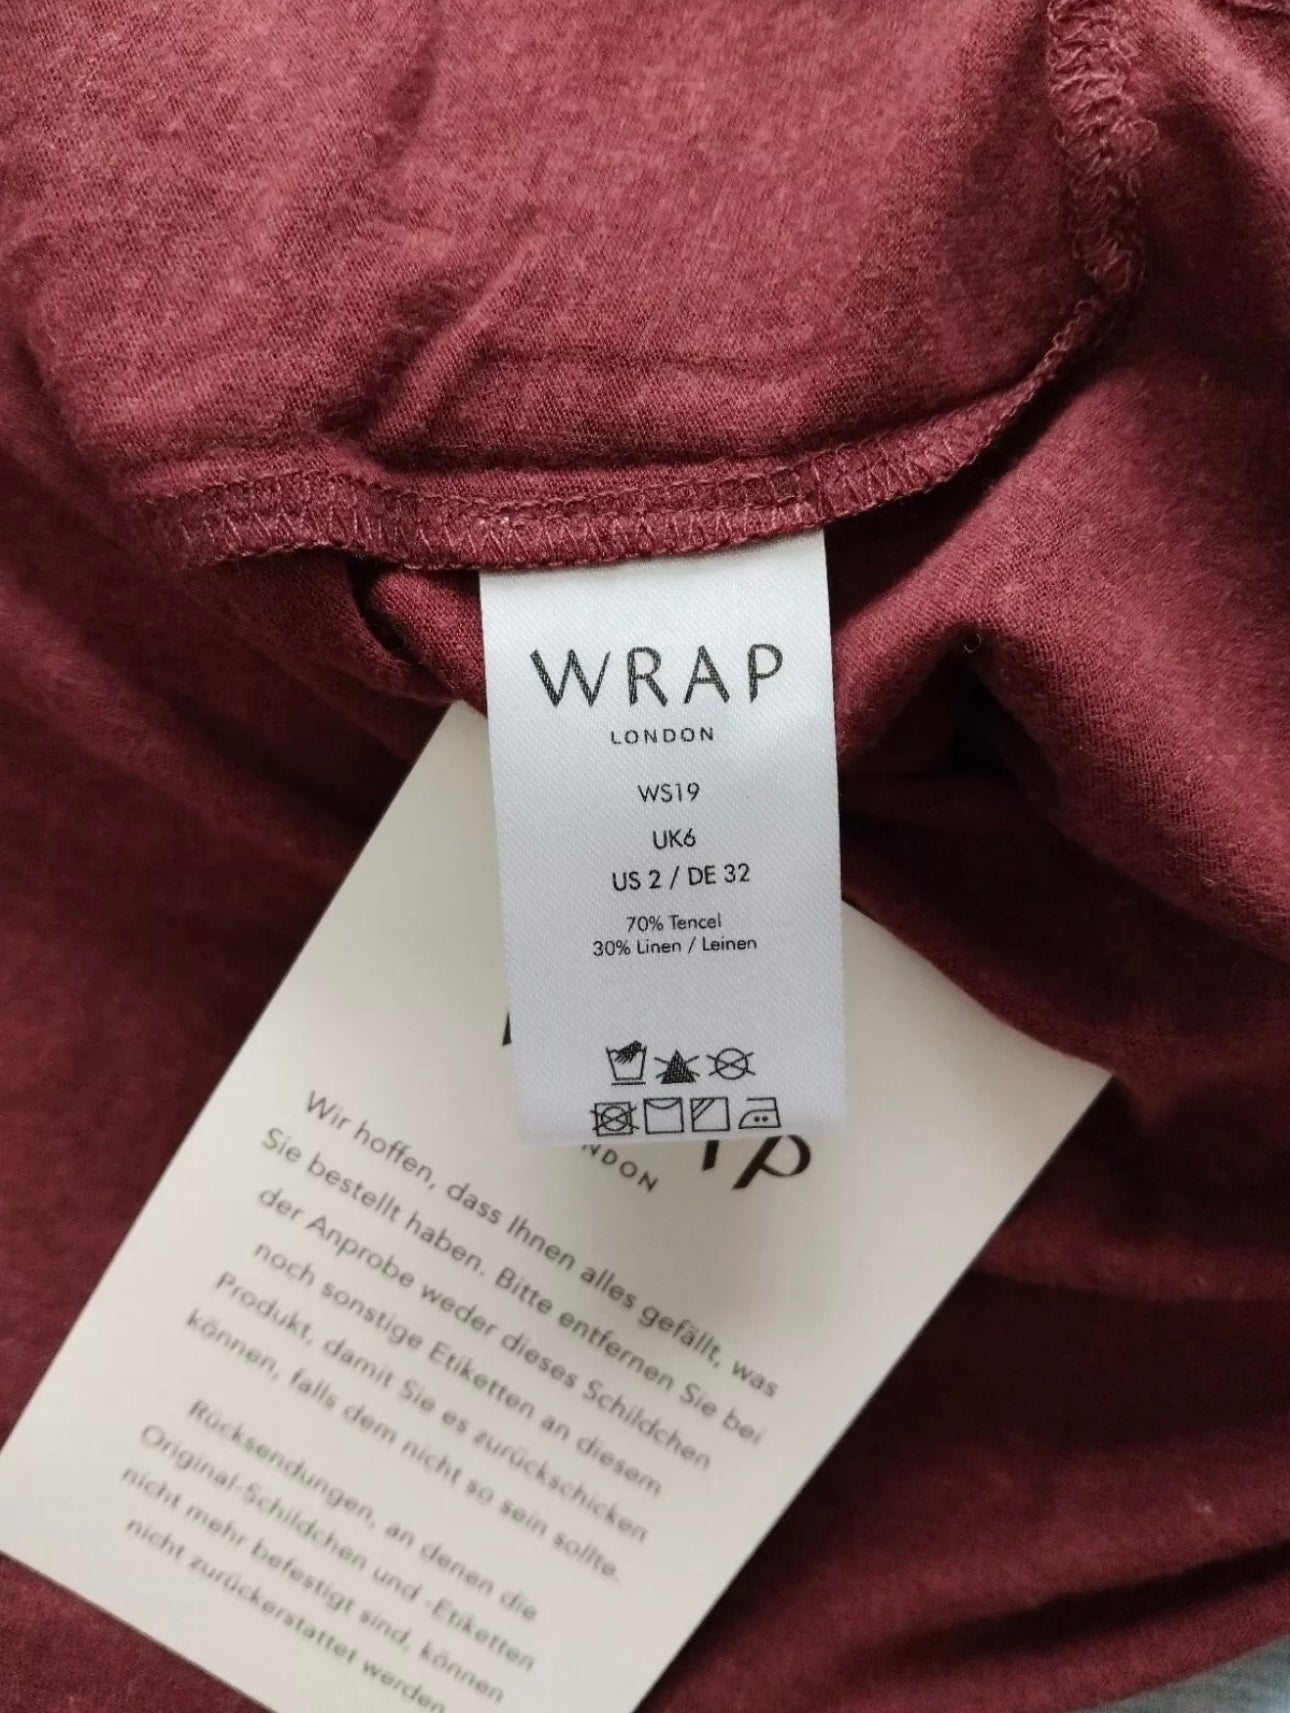 WRAP
LONDON
WS19
UK6
US 2 / DE 32
70% Tencel
30% Linen / Leinen
NDON
Wir hoffen, dass Ihnen alles gefällt, was
Sie bestellt haben. Bitte entfernen Sie bei
der Anprobe weder dieses Schildchen
noch sonstige Etiketten an diesem
Produkt, damit Sie es zurückschicken
können, falls dem nicht so sein sollte.
Rücksendungen, an denen die
Original-Schildchen und -Etiketten
nicht mehr befestigt sind, können
nicht zurückerstattet werden